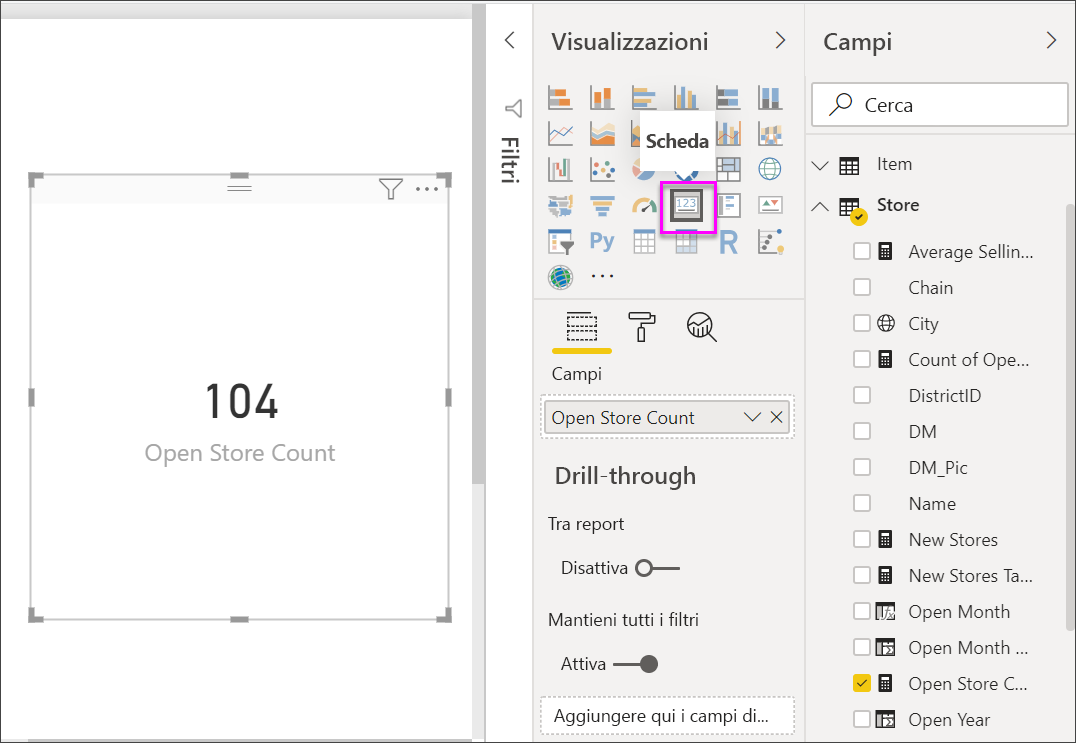 104
Open Store Count
Filtri
Visualizzazioni
Scheda
123
Py
R
Campi
Open Store Count
Drill-through
Tra report
Disattiva
Mantieni tutti i filtri
Attiva
Aggiungere qui i campi di...
Campi
Cerca
Item
Store
Average Sellin...
Chain
City
Count of Ope...
DistrictID
DM
DM_Pic
Name
New Stores
New Stores Ta...
Open Month
Open Month ...
Open Store C...
Open Year